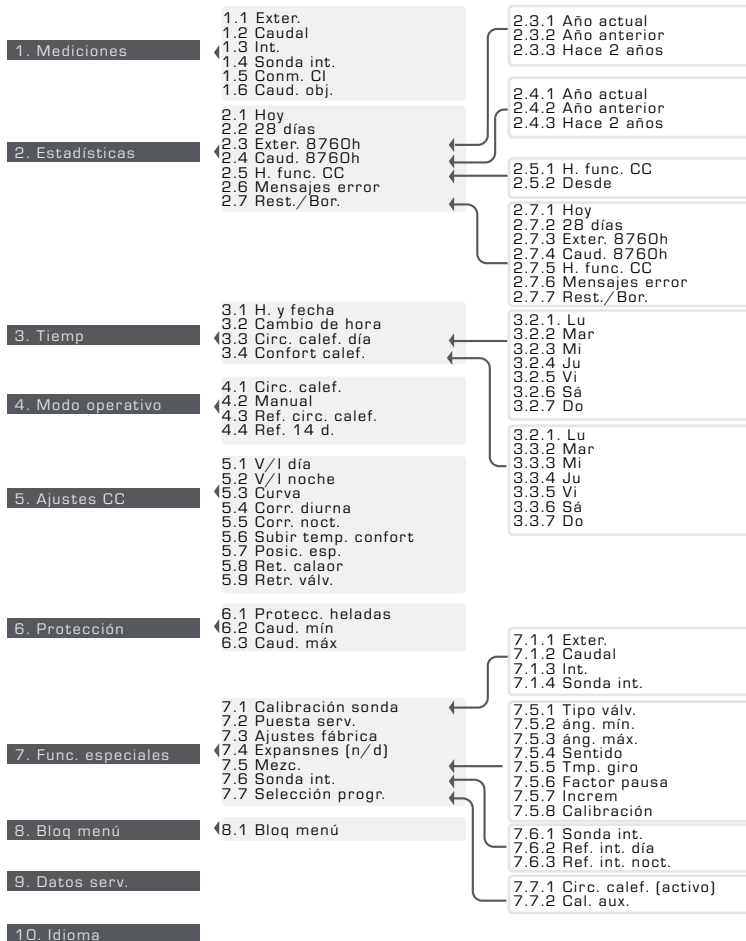 1. Mediciones
1.1 Exter.
1.2 Caudal
1.3 Int.
1.4 Sonda int.
1.5 Conm. CI
1.6 Caud. obj.
2. Estadísticas
2.1 Hoy
2.2 28 días
2.3 Exter. 8760h
2.4 Caud. 8760h
2.5 H. func. CC
2.6 Mensajes error
2.7 Rest./Bor.
2.3.1 Año actual
2.3.2 Año anterior
2.3.3 Hace 2 años
2.4.1 Año actual
2.4.2 Año anterior
2.4.3 Hace 2 años
2.5.1 H. func. CC
2.5.2 Desde
2.7.1 Hoy
2.7.2 28 días
2.7.3 Exter. 8760h
2.7.4 Caud. 8760h
2.7.5 H. func. CC
2.7.6 Mensajes error
2.7.7 Rest./Bor.
3. Tiemp
3.1 H. y fecha
3.2 Cambio de hora
3.3 Circ. calef. día
3.4 Confort calef.
3.2.1. Lu
3.2.2 Mar
3.2.3 Mi
3.2.4 Ju
3.2.5 Vi
3.2.6 Sá
3.2.7 Do
3.2.1. Lu
3.3.2 Mar
3.3.3 Mi
3.3.4 Ju
3.3.5 Vi
3.3.6 Sá
3.3.7 Do
4. Modo operativo
4.1 Circ. calef.
4.2 Manual
4.3 Ref. circ. calef.
4.4 Ref. 14 d.
5. Ajustes CC
5.1 V/I día
5.2 V/I noche
5.3 Curva
5.4 Corr. diurna
5.5 Corr. noct.
5.6 Subir temp. confort
5.7 Posic. esp.
5.8 Ret. calaor
5.9 Retr. válv.
6. Protección
6.1 Protecc. heladas
6.2 Caud. mín
6.3 Caud. máx
7. Func. especiales
7.1 Calibración sonda
7.2 Puesta serv.
7.3 Ajustes fábrica
7.4 Expansnes (n/d)
7.5 Mezc.
7.6 Sonda int.
7.7 Selección progr.
7.1.1 Exter.
7.1.2 Caudal
7.1.3 Int.
7.1.4 Sonda int.
7.5.1 Tipo válv.
7.5.2 áng. mín.
7.5.3 áng. máx.
7.5.4 Sentido
7.5.5 Tmp. giro
7.5.6 Factor pausa
7.5.7 Increm
7.5.8 Calibración
7.6.1 Sonda int.
7.6.2 Ref. int. día
7.6.3 Ref. int. noct.
7.7.1 Circ. calef. (activo)
7.7.2 Cal. aux.
8. Bloq menú
8.1 Bloq menú
9. Datos serv.
10. Idioma